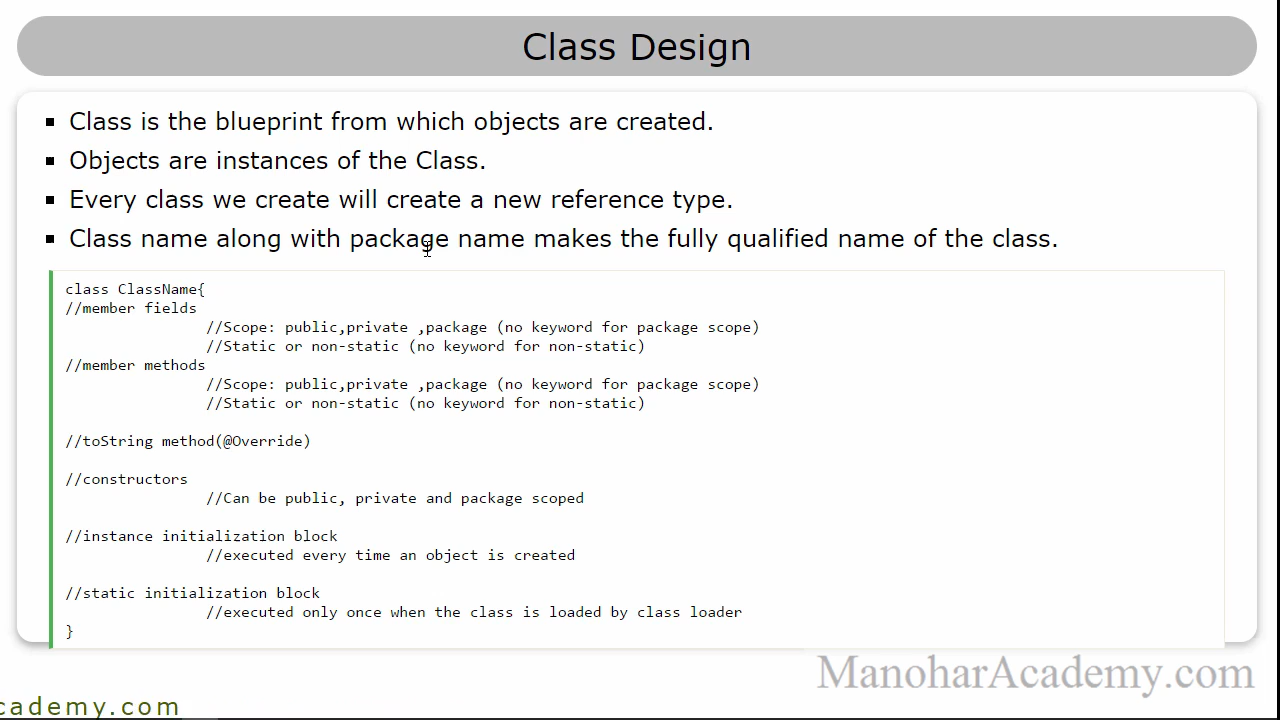 Class Design
Class is the blueprint from which objects are created.
Objects are instances of the Class.
Every class we create will create a new reference type.
Class name along with package name makes the fully qualified name of the class.
class ClassName{
//member fields
//Scope: public,private ,package (no keyword for package scope)
//Static or non-static (no keyword for non-static)
//member methods
//Scope: public,private ,package (no keyword for package scope)
//Static or non-static (no keyword for non-static)
//toString method(@Override)
//constructors
//Can be public, private and package scoped
//instance initialization block
//executed every time an object is created
//static initialization block
//executed only once when the class is loaded by class loader
}
ManoharAcademy.com
cademy.com